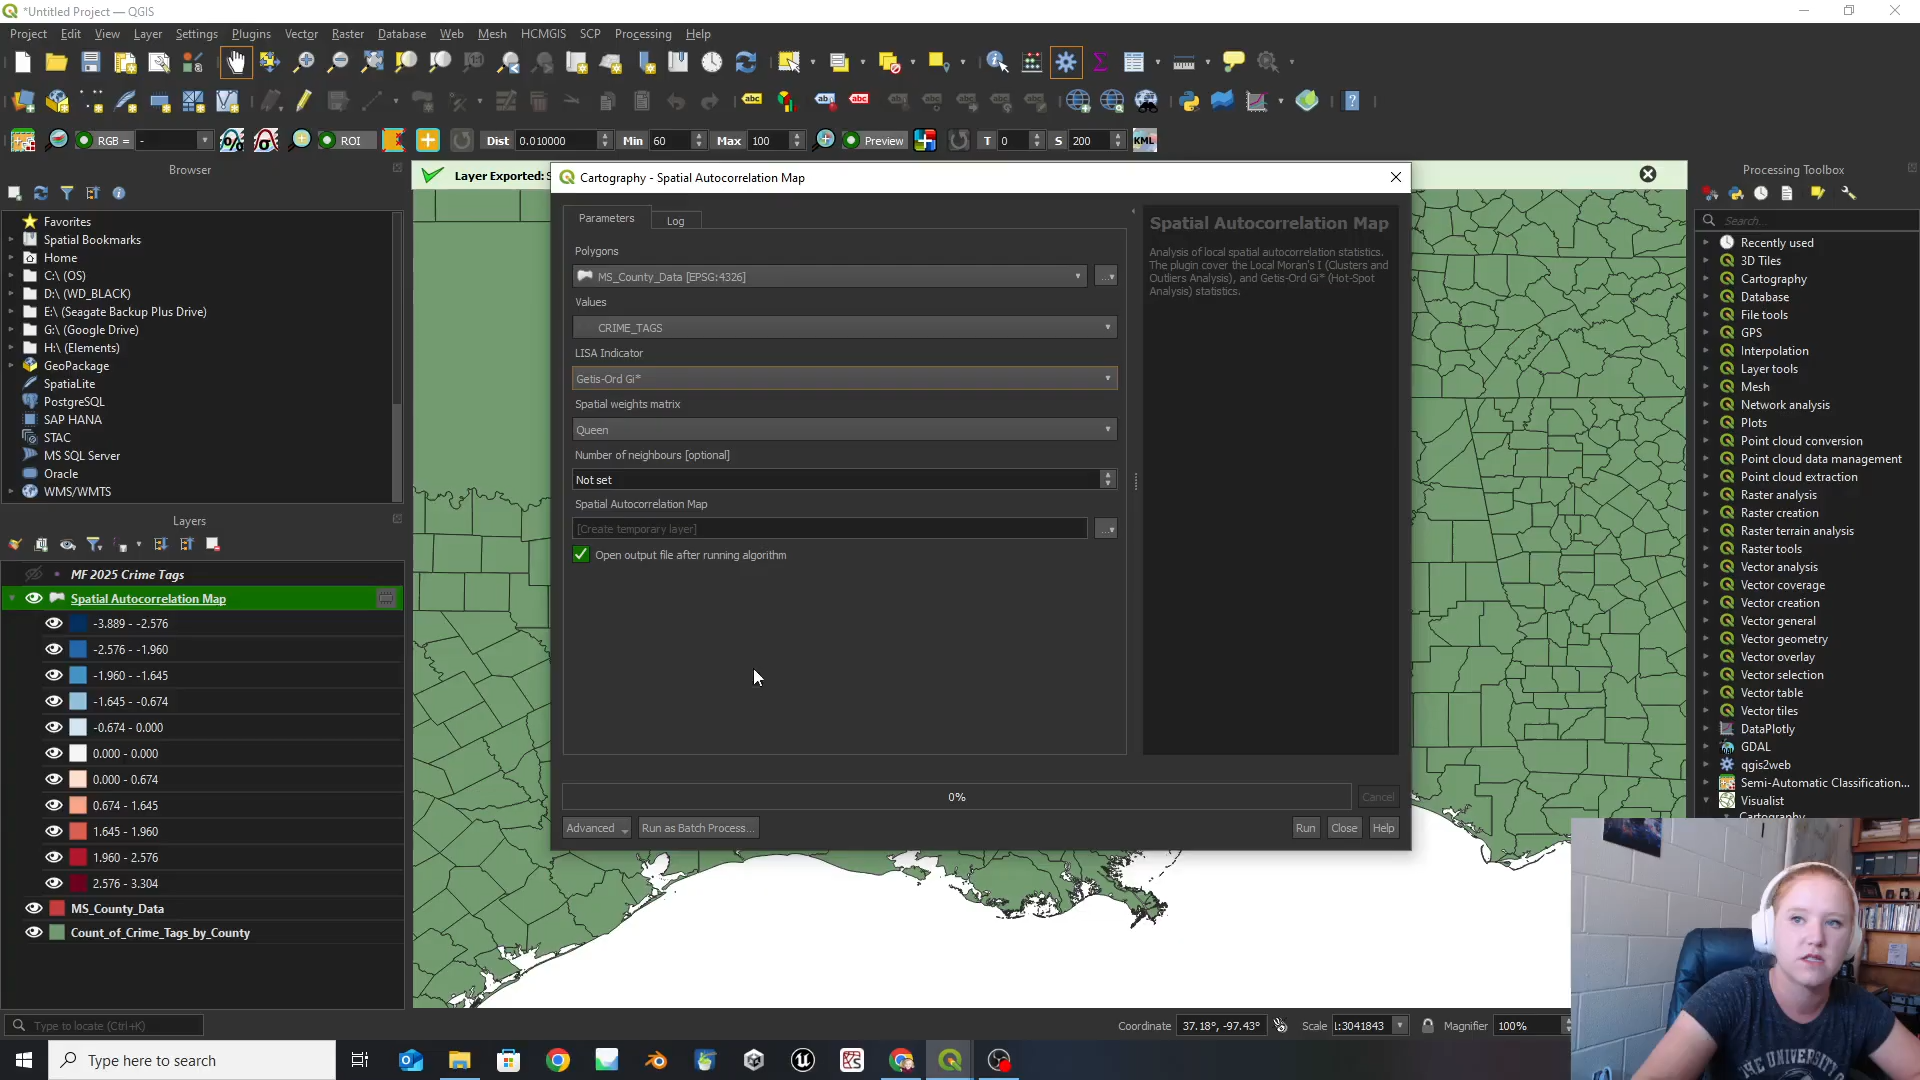 *Untitled Project — QGIS
Project Edit View Layer Settings Plugins Vector Raster Database Web Mesh HCMGIS SCP Processing Help
RGB = - ROI Dist 0.010000 Min 60 Max 100 Preview T 0 S 200 KML
Browser
Favorites
Spatial Bookmarks
Home
C:\ (OS)
D:\ (WD_BLACK)
E:\ (Seagate Backup Plus Drive)
G:\ (Google Drive)
H:\ (Elements)
GeoPackage
SpatiaLite
PostgreSQL
SAP HANA
STAC
MS SQL Server
Oracle
WMS/WMTS
Layers
MF 2025 Crime Tags
Spatial Autocorrelation Map
-3.889 - -2.576
-2.576 - -1.960
-1.960 - -1.645
-1.645 - -0.674
-0.674 - 0.000
0.000 - 0.000
0.000 - 0.674
0.674 - 1.645
1.645 - 1.960
1.960 - 2.576
2.576 - 3.304
MS_County_Data
Count_of_Crime_Tags_by_County
Layer Exported:
Cartography - Spatial Autocorrelation Map
Parameters
Log
Polygons
MS_County_Data [EPSG:4326]
Values
CRIME_TAGS
LISA Indicator
Getis-Ord Gi*
Spatial weights matrix
Queen
Number of neighbours [optional]
Not set
Spatial Autocorrelation Map
[Create temporary layer]
Open output file after running algorithm
Spatial Autocorrelation Map
Analysis of local spatial autocorrelation statistics.
The plugin cover the Local Moran's I (Clusters and
Outliers Analysis), and Getis-Ord Gi* (Hot-Spot
Analysis) statistics.
0%
Cancel
Advanced
Run as Batch Process...
Run
Close
Help
Processing Toolbox
Search...
Recently used
3D Tiles
Cartography
Database
File tools
GPS
Interpolation
Layer tools
Mesh
Network analysis
Plots
Point cloud conversion
Point cloud data management
Point cloud extraction
Raster analysis
Raster creation
Raster terrain analysis
Raster tools
Vector analysis
Vector coverage
Vector creation
Vector general
Vector geometry
Vector overlay
Vector selection
Vector table
Vector tiles
DataPlotly
GDAL
qgis2web
Semi-Automatic Classification...
Visualist
Cartography
THE UNIVERSITY
Type to locate (Ctrl+K)
Coordinate 37.18°, -97.43° Scale 1:3041843 Magnifier 100%
Type here to search